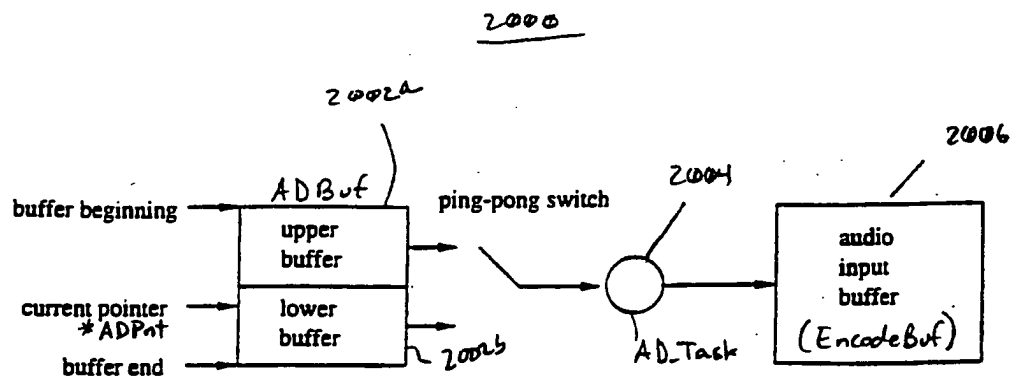 2000
2002a
2006
ADBuf
2004
buffer beginning
ping-pong switch
upper
buffer
audio
input
buffer
(EncodeBuf)
current pointer
*ADPnt
lower
buffer
buffer end
2002b
AD_Task